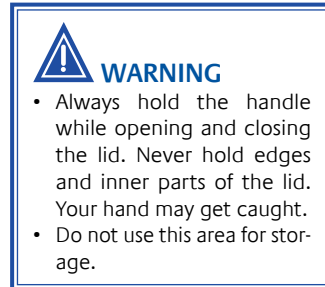 WARNING
• Always hold the handle
while opening and closing
the lid. Never hold edges
and inner parts of the lid.
Your hand may get caught.
• Do not use this area for stor-
age.